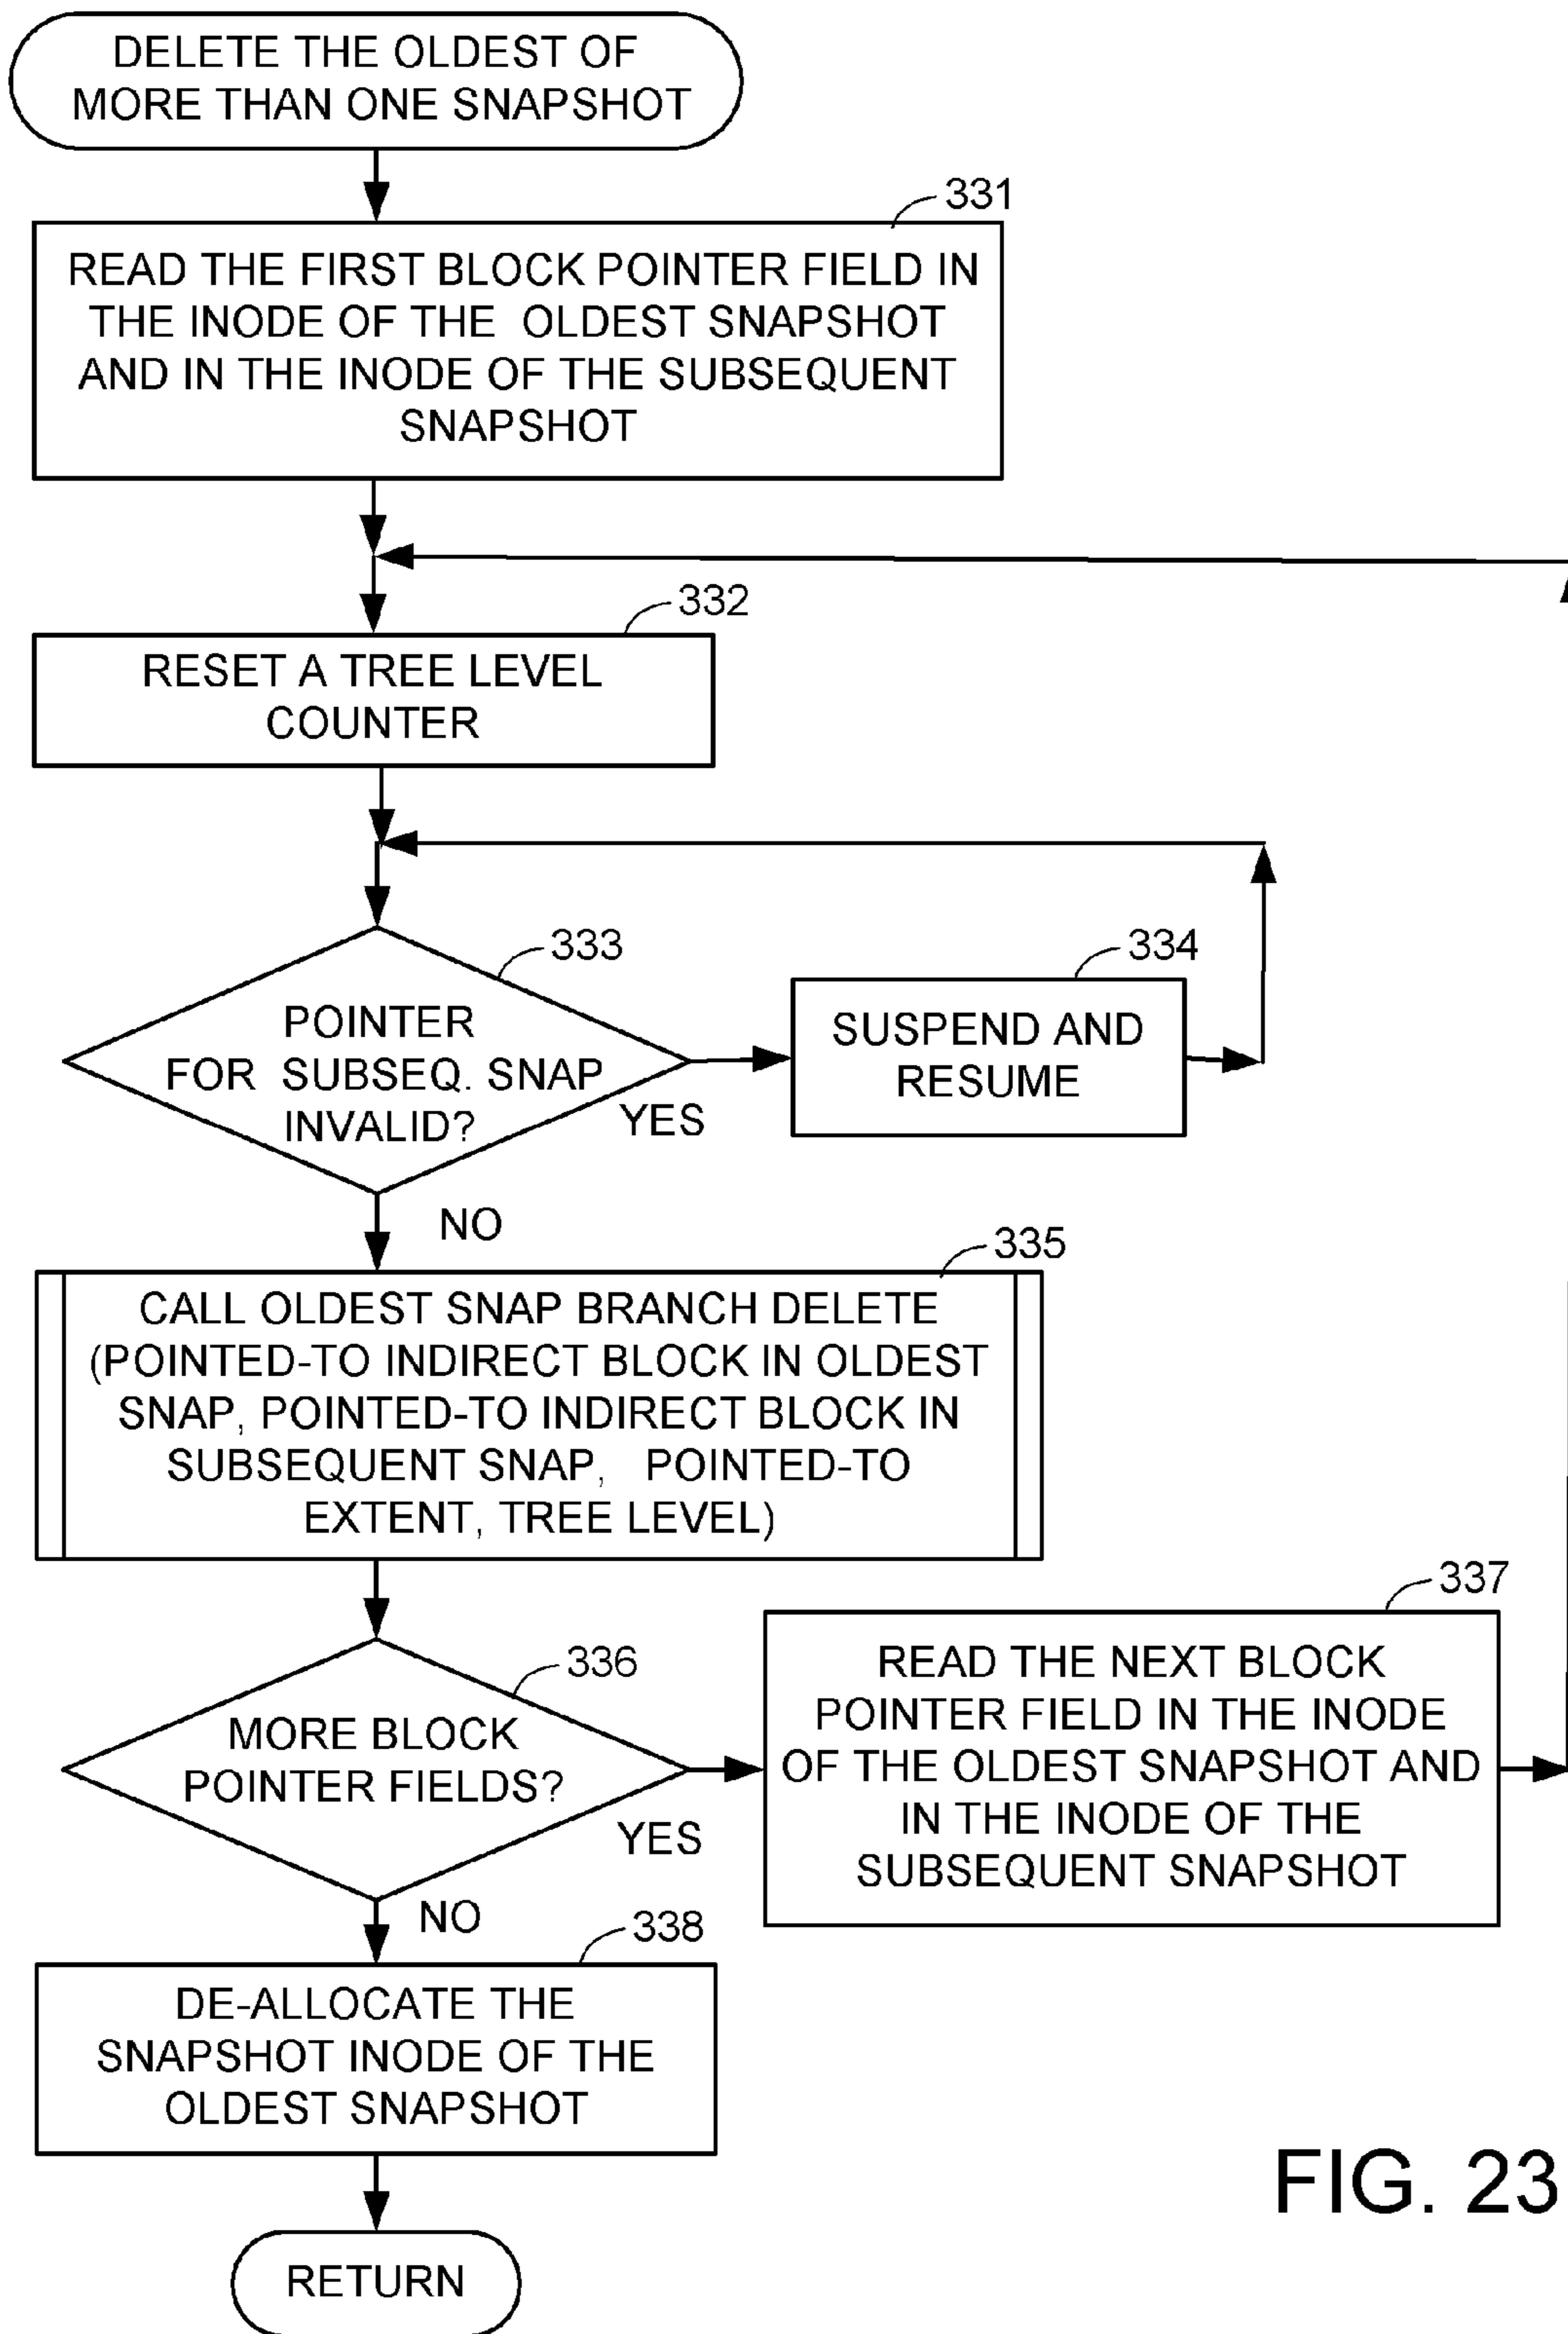 DELETE THE OLDEST OF
MORE THAN ONE SNAPSHOT
331
READ THE FIRST BLOCK POINTER FIELD IN
THE INODE OF THE OLDEST SNAPSHOT
AND IN THE INODE OF THE SUBSEQUENT
SNAPSHOT
332
RESET A TREE LEVEL
COUNTER
333
POINTER
FOR SUBSEQ. SNAP
INVALID?
YES
334
SUSPEND AND
RESUME
NO
335
CALL OLDEST SNAP BRANCH DELETE
(POINTED-TO INDIRECT BLOCK IN OLDEST
SNAP, POINTED-TO INDIRECT BLOCK IN
SUBSEQUENT SNAP, POINTED-TO
EXTENT, TREE LEVEL)
336
MORE BLOCK
POINTER FIELDS?
YES
337
READ THE NEXT BLOCK
POINTER FIELD IN THE INODE
OF THE OLDEST SNAPSHOT AND
IN THE INODE OF THE
SUBSEQUENT SNAPSHOT
NO
338
DE-ALLOCATE THE
SNAPSHOT INODE OF THE
OLDEST SNAPSHOT
RETURN
FIG. 23